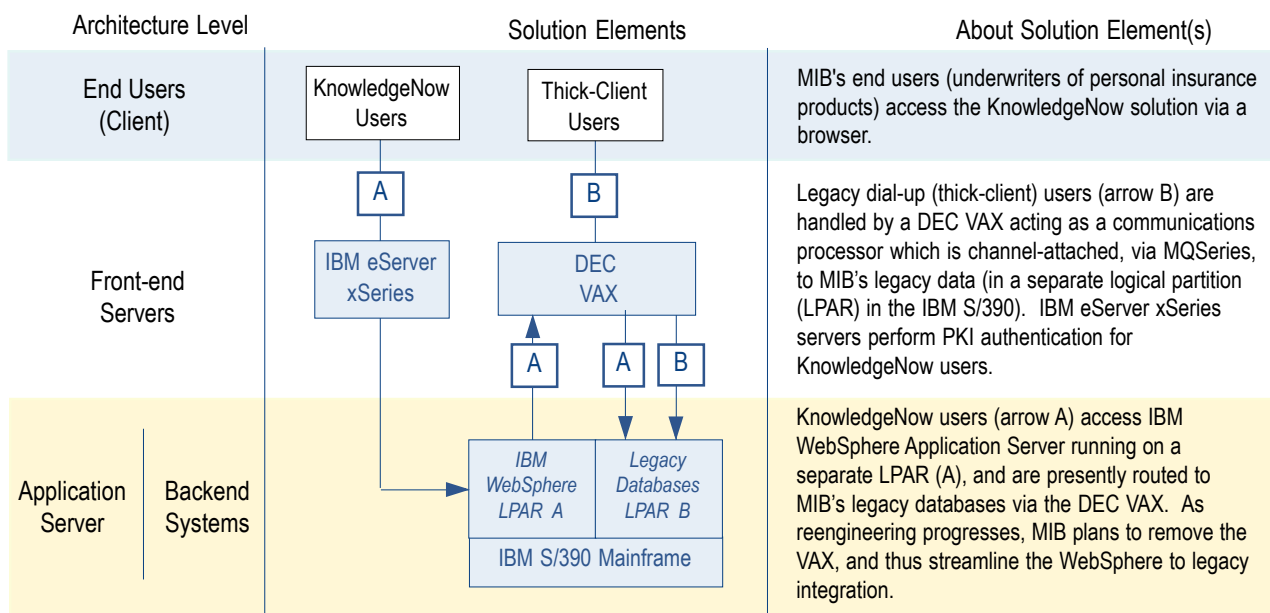 Architecture Level
Solution Elements
About Solution Element(s)
End Users
(Client)
KnowledgeNow
Users
Thick-Client
Users
MIB's end users (underwriters of personal insurance
products) access the KnowledgeNow solution via a
browser.
A
B
Front-end
Servers
IBM eServer
xSeries
DEC
VAX
Legacy dial-up (thick-client) users (arrow B) are
handled by a DEC VAX acting as a communications
processor which is channel-attached, via MQSeries,
to MIB's legacy data (in a separate logical partition
(LPAR) in the IBM S/390). IBM eServer xSeries
servers perform PKI authentication for
KnowledgeNow users.
A
A
B
Application
Server
Backend
Systems
IBM
WebSphere
LPAR A
Legacy
Databases
LPAR B
IBM S/390 Mainframe
KnowledgeNow users (arrow A) access IBM
WebSphere Application Server running on a
separate LPAR (A), and are presently routed to
MIB's legacy databases via the DEC VAX. As
reengineering progresses, MIB plans to remove the
VAX, and thus streamline the WebSphere to legacy
integration.